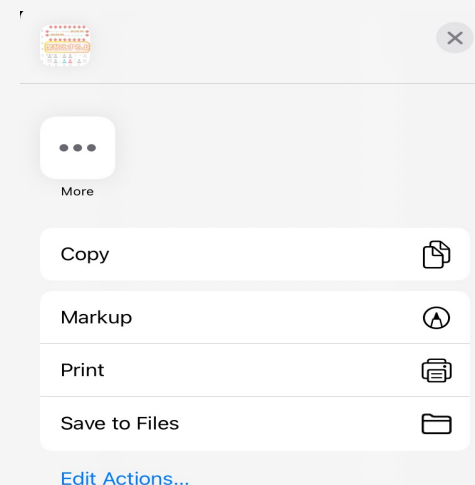 More
Copy
Markup
Print
Save to Files
Edit Actions...